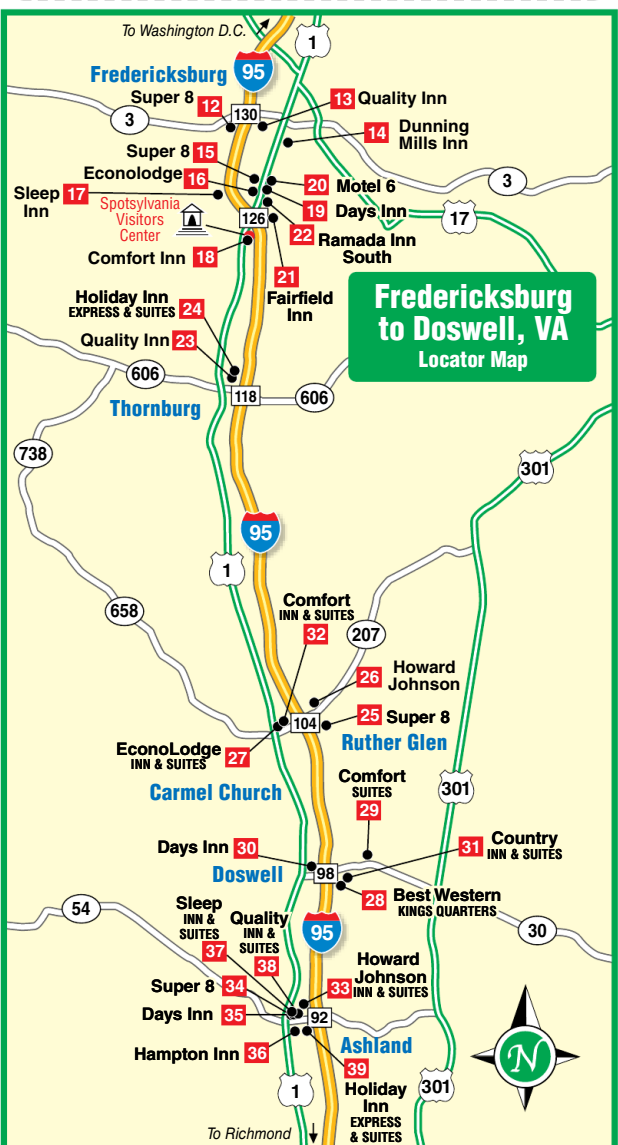 To Washington D.C.
1
95
Fredericksburg
Super 8 12
130
13 Quality Inn
3
14 Dunning
Mills Inn
Super 8 15
Econolodge 16
Sleep 17
Inn
20 Motel 6
19 Days Inn
3
17
Spotsylvania
Visitors
Center
126
22 Ramada Inn
South
Comfort Inn 18
21
Fairfield
Inn
Fredericksburg
to Doswell, VA
Locator Map
Holiday Inn
EXPRESS & SUITES 24
Quality Inn 23
606
118
606
Thornburg
738
301
95
1
658
Comfort
INN & SUITES
32
207
26 Howard
Johnson
104
25 Super 8
Ruther Glen
EconoLodge
INN & SUITES 27
Carmel Church
Comfort
SUITES
29
301
Days Inn 30
31 Country
INN & SUITES
98
Doswell
28 Best Western
KINGS QUARTERS
54
30
95
Sleep
INN &
SUITES
37
Quality
INN &
SUITES
38
Howard
Johnson
33 INN & SUITES
Super 8 34
Days Inn 35
92
Hampton Inn 36
Ashland
39
Holiday
Inn
EXPRESS
& SUITES
N
1
301
To Richmond